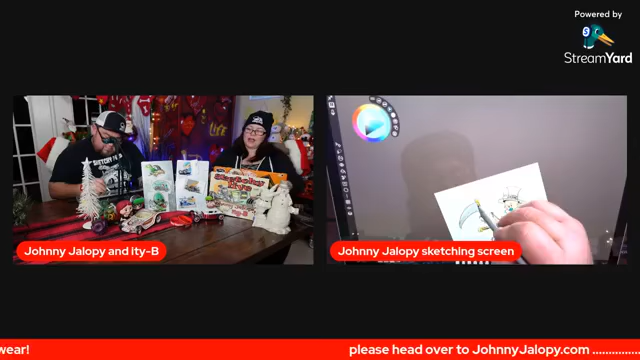 Powered by
StreamYard
Johnny Jalopy and Ity-B
Johnny Jalopy sketching screen
wear!
please head over to JohnnyJalopy.com